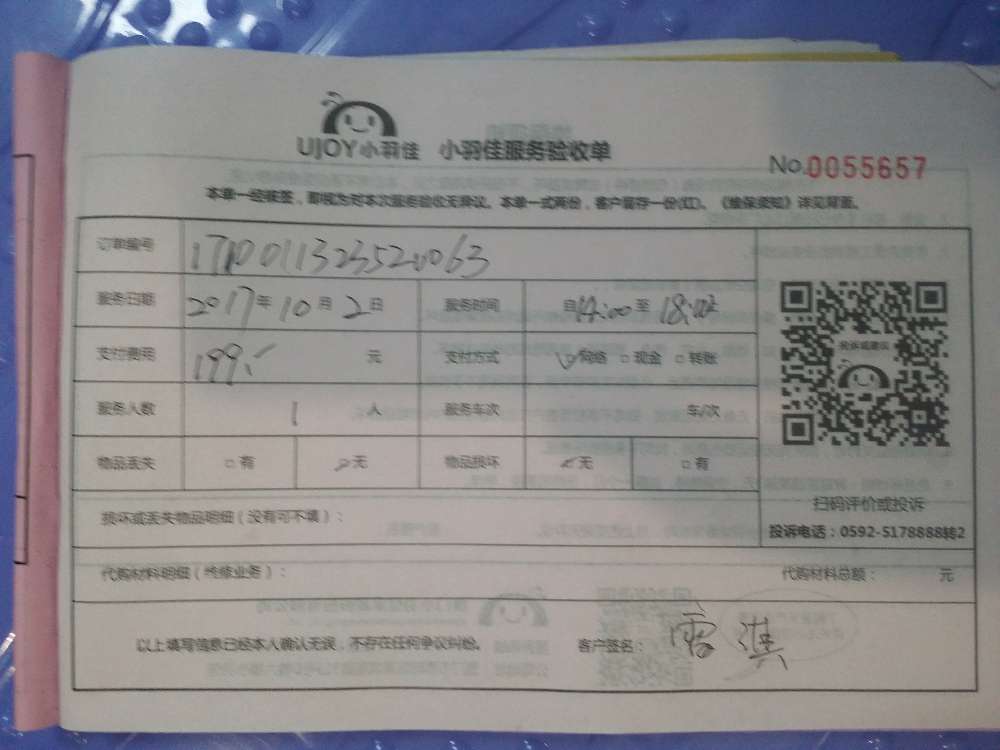 UJOY小羽佳 小羽佳服务验收单
No.0055657
本单一经核签，即视为对本次服务验收无异议。本单一式两份，客户留存一份(红)。《维保须知》详见背面。
订单编号
服务日期 2017年10月2日 服务时间 自14:00至18:00
支付费用 199.- 元 支付方式 网络 现金 转账
服务人数 1 人 服务车次 车/次
物品丢失 有 无 物品损坏 无 有
投诉或建议
扫码评价或投诉
投诉电话：0592-5178888转2
损坏或丢失物品明细（没有可不填）：
代购材料明细（维修业务）： 代购材料总额： 元
以上填写信息已经本人确认无误，不存在任何争议纠纷。 客户签名：雷淇